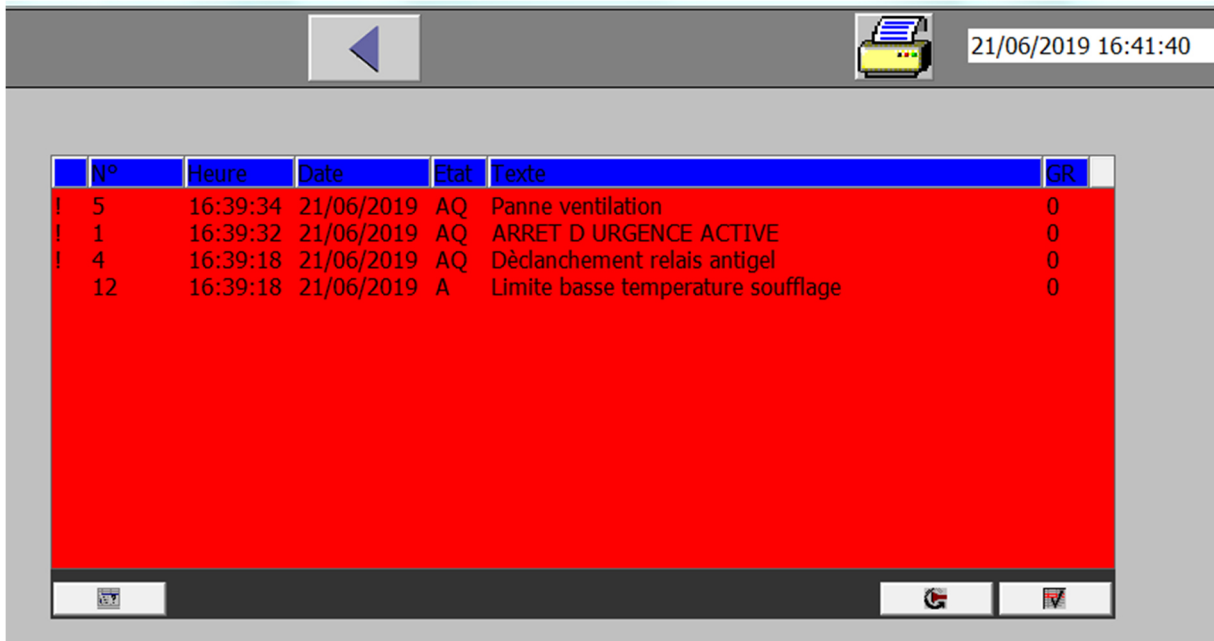 21/06/2019 16:41:40
N° Heure Date Etat Texte GR
! 5 16:39:34 21/06/2019 AQ Panne ventilation 0
! 1 16:39:32 21/06/2019 AQ ARRET D URGENCE ACTIVE 0
! 4 16:39:18 21/06/2019 AQ Dèclanchement relais antigel 0
12 16:39:18 21/06/2019 A Limite basse temperature soufflage 0